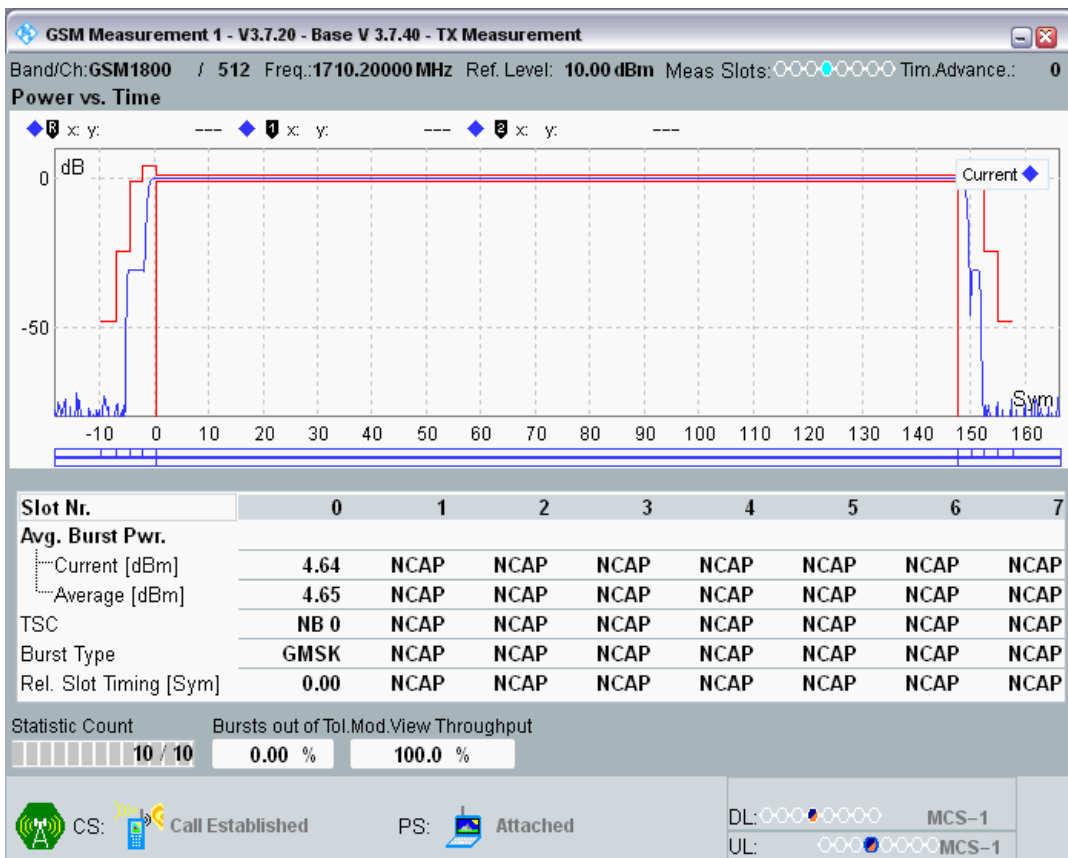 GSM Measurement 1 - V3.7.20 - Base V 3.7.40 - TX Measurement
Band/Ch:GSM1800 / 512 Freq.:1710.20000 MHz Ref. Level: 10.00 dBm Meas Slots: Tim.Advance.: 0
Power vs. Time
R x: y: --- 1 x: y: --- 2 x: y: ---
dB
Current
0
-50
Sym
-10 0 10 20 30 40 50 60 70 80 90 100 110 120 130 140 150 160
Slot Nr. 0 1 2 3 4 5 6 7
Avg. Burst Pwr.
Current [dBm] 4.64 NCAP NCAP NCAP NCAP NCAP NCAP NCAP
Average [dBm] 4.65 NCAP NCAP NCAP NCAP NCAP NCAP NCAP
TSC NB 0 NCAP NCAP NCAP NCAP NCAP NCAP NCAP
Burst Type GMSK NCAP NCAP NCAP NCAP NCAP NCAP NCAP
Rel. Slot Timing [Sym] 0.00 NCAP NCAP NCAP NCAP NCAP NCAP NCAP
Statistic Count Bursts out of Tol.Mod.View Throughput
10 / 10 0.00 % 100.0 %
CS: Call Established PS: Attached
DL: MCS-1
UL: MCS-1